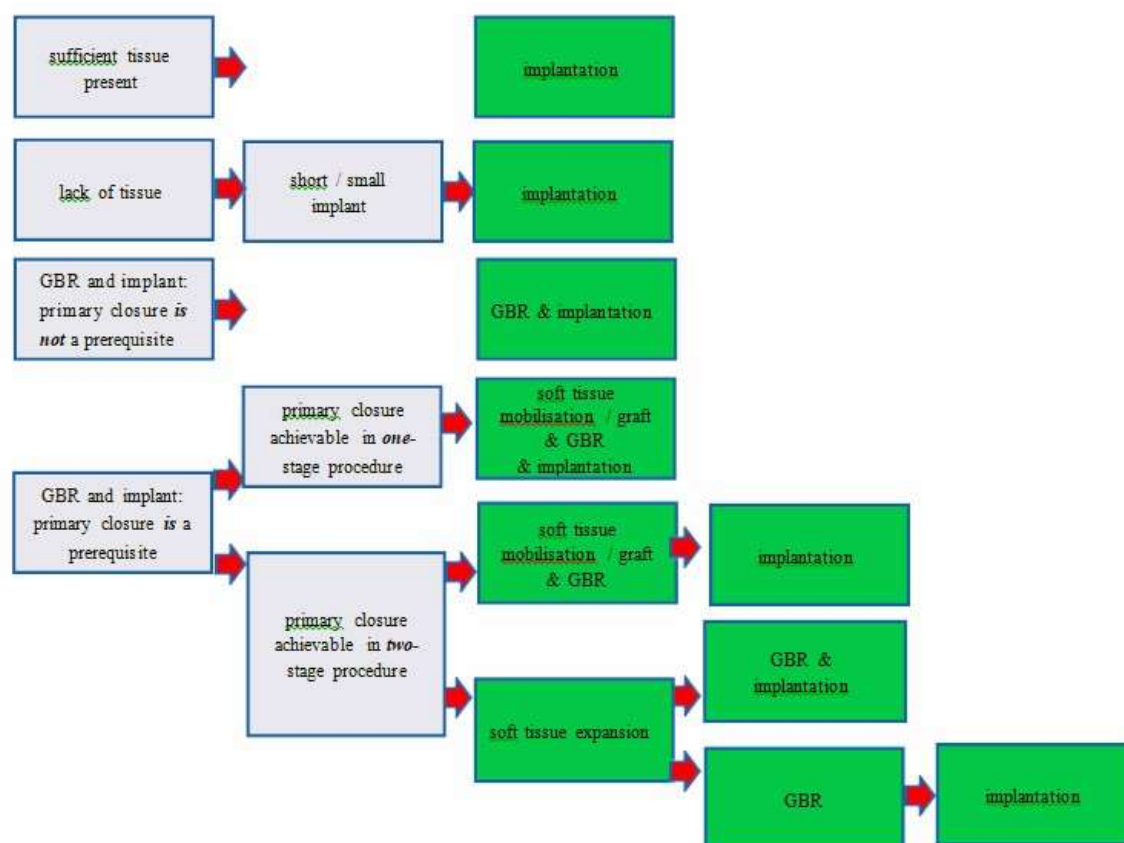 sufficient tissue
present
implantation
lack of tissue
short / small
implant
implantation
GBR and implant:
primary closure is
not a prerequisite
GBR & implantation
primary closure
achievable in one-
stage procedure
soft tissue
mobilisation / graft
& GBR
& implantation
GBR and implant:
primary closure is a
prerequisite
primary closure
achievable in two-
stage procedure
soft tissue
mobilisation / graft
& GBR
implantation
soft tissue expansion
GBR &
implantation
GBR
implantation